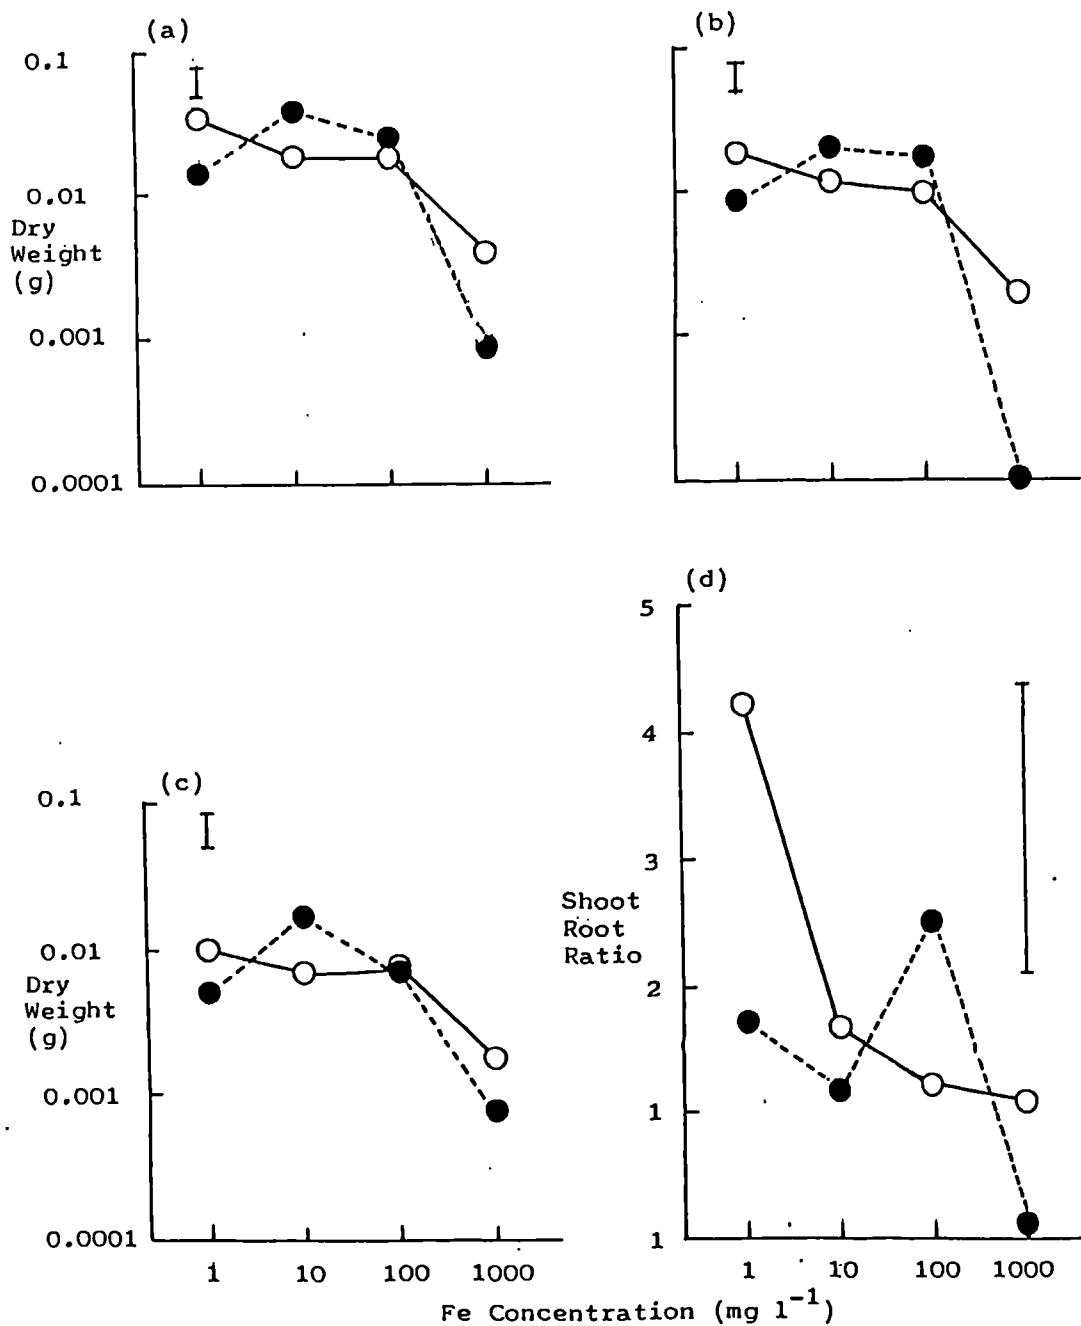 (a)
0.1
0.01
Dry
Weight
(g)
0.001
0.0001
(b)
(c)
0.1
0.01
Dry
Weight
(g)
0.001
0.0001
1 10 100 1000
(d)
5
4
3
Shoot
Root
Ratio
2
1
1
1 10 100 1000
Fe Concentration (mg l⁻¹)